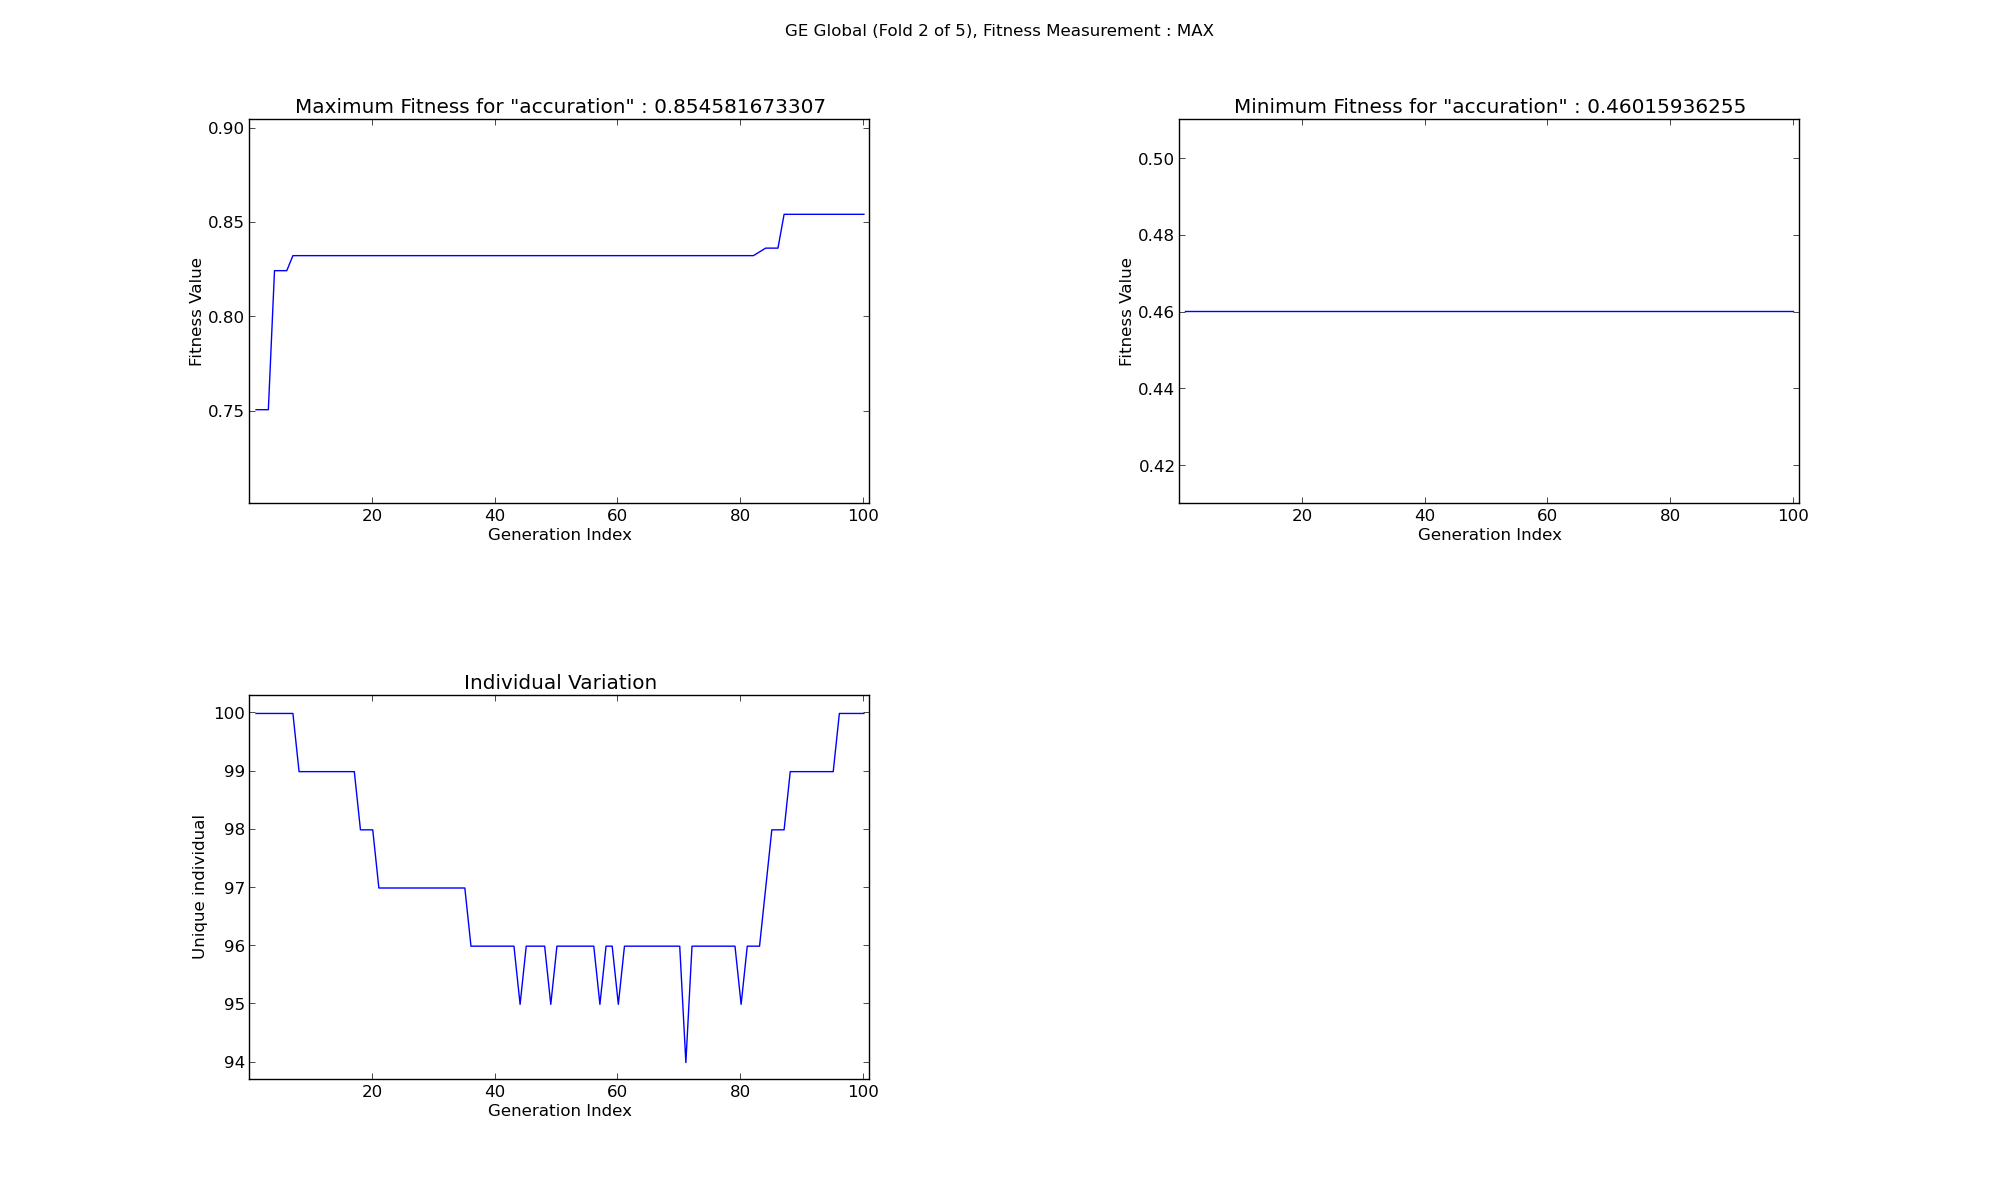 GE Global (Fold 2 of 5), Fitness Measurement : MAX
Maximum Fitness for "accuration" : 0.854581673307
0.90
0.85
0.80
0.75
Fitness Value
20 40 60 80 100
Generation Index
Minimum Fitness for "accuration" : 0.46015936255
0.50
0.48
0.46
0.44
0.42
Fitness Value
20 40 60 80 100
Generation Index
Individual Variation
100
99
98
97
96
95
94
Unique individual
20 40 60 80 100
Generation Index